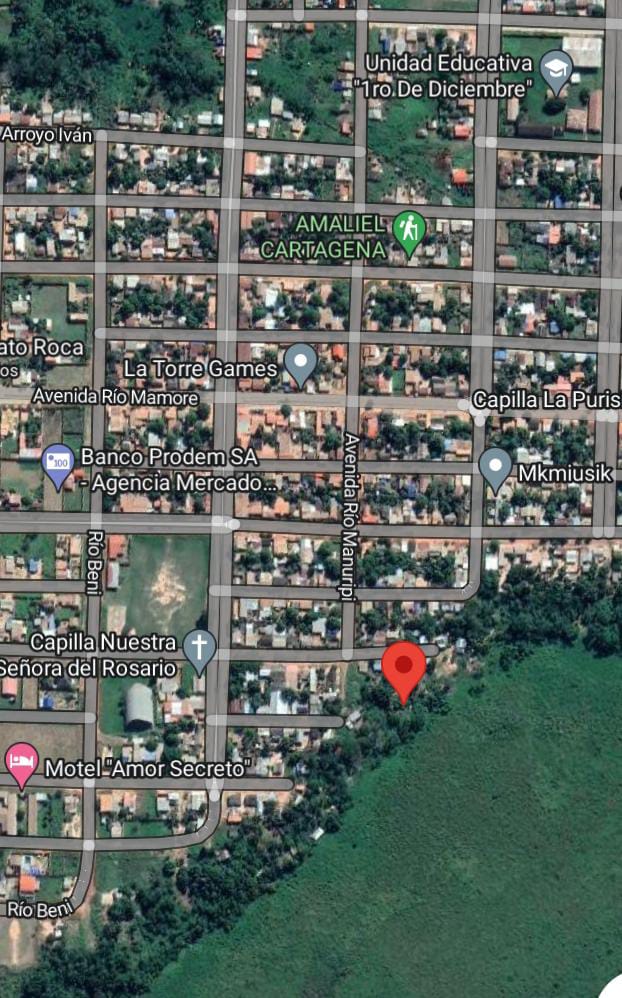 Unidad Educativa
"1ro De Diciembre"
Arroyo Iván
AMALIEL
CARTAGENA
ato Roca
os
La Torre Games
Avenida Río Mamore
Capilla La Puris
Banco Prodem SA
Agencia Mercado...
100
Mkmiusik
Avenida Río Manuripi
Río Beni
Capilla Nuestra
Señora del Rosario
Motel "Amor Secreto"
Río Beni